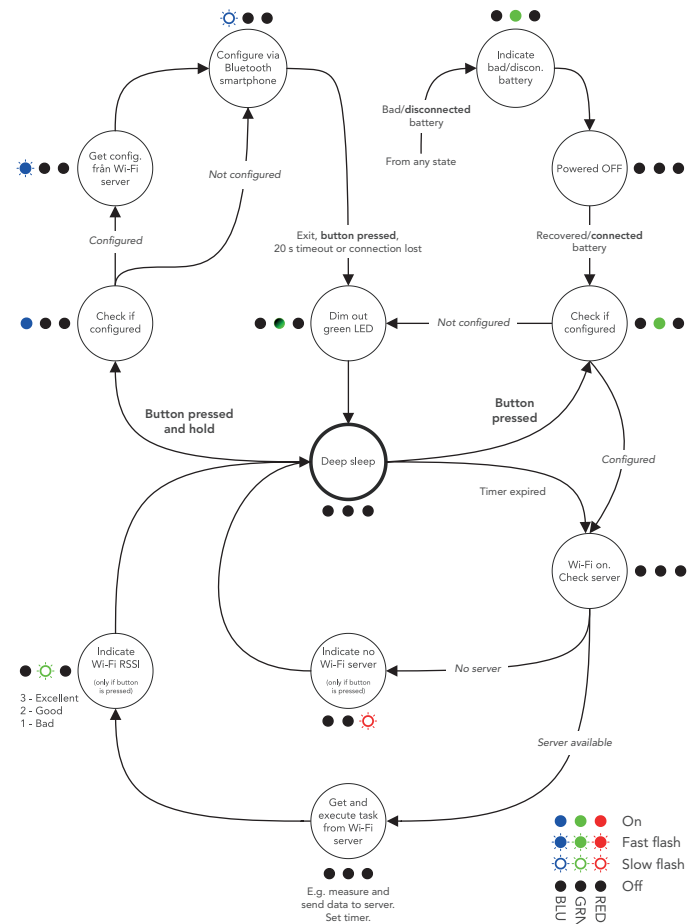 Configure via
Bluetooth
smartphone
Indicate
bad/discon.
battery
Bad/disconnected
battery
From any state
Get config.
från Wi-Fi
server
Not configured
Powered OFF
Configured
Exit, button pressed,
20 s timeout or connection lost
Recovered/connected
battery
Check if
configured
Dim out
green LED
Not configured
Check if
configured
Button pressed
and hold
Button
pressed
Deep sleep
Configured
Timer expired
Wi-Fi on.
Check server
Indicate
Wi-Fi RSSI
(only if button
is pressed)
3 - Excellent
2 - Good
1 - Bad
Indicate no
Wi-Fi server
(only if button
is pressed)
No server
Server available
Get and
execute task
from Wi-Fi
server
E.g. measure and
send data to server.
Set timer.
On
Fast flash
Slow flash
Off
BLU
GRN
RED